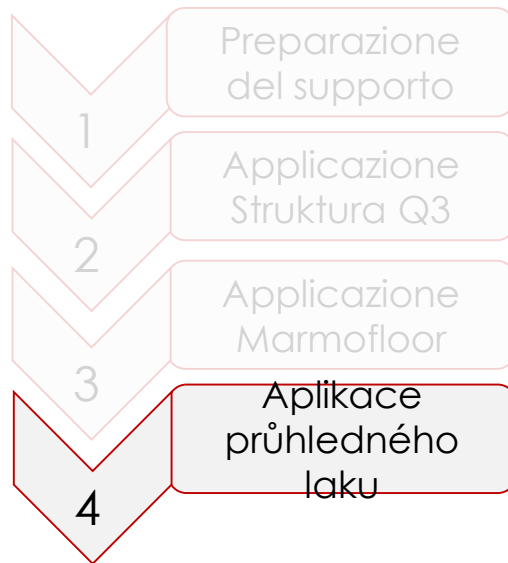 1
Preparazione
del supporto
2
Applicazione
Struktura Q3
3
Applicazione
Marmofloor
4
Aplikace
průhledného
laku